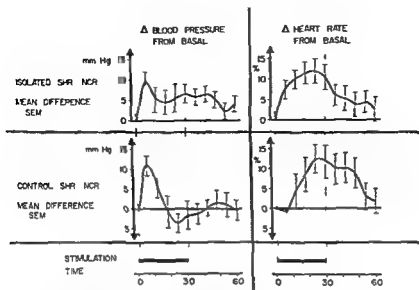 Δ BLOOD PRESSURE
FROM BASAL
Δ HEART RATE
FROM BASAL
mm Hg 15
10
5
0
% 15
10
5
0
ISOLATED SHR NCR
MEAN DIFFERENCE
SEM
mm Hg
15
10
5
0
5
%
15
10
5
0
5
CONTROL SHR NCR
MEAN DIFFERENCE
SEM
STIMULATION
TIME
0 30 60
0 30 60